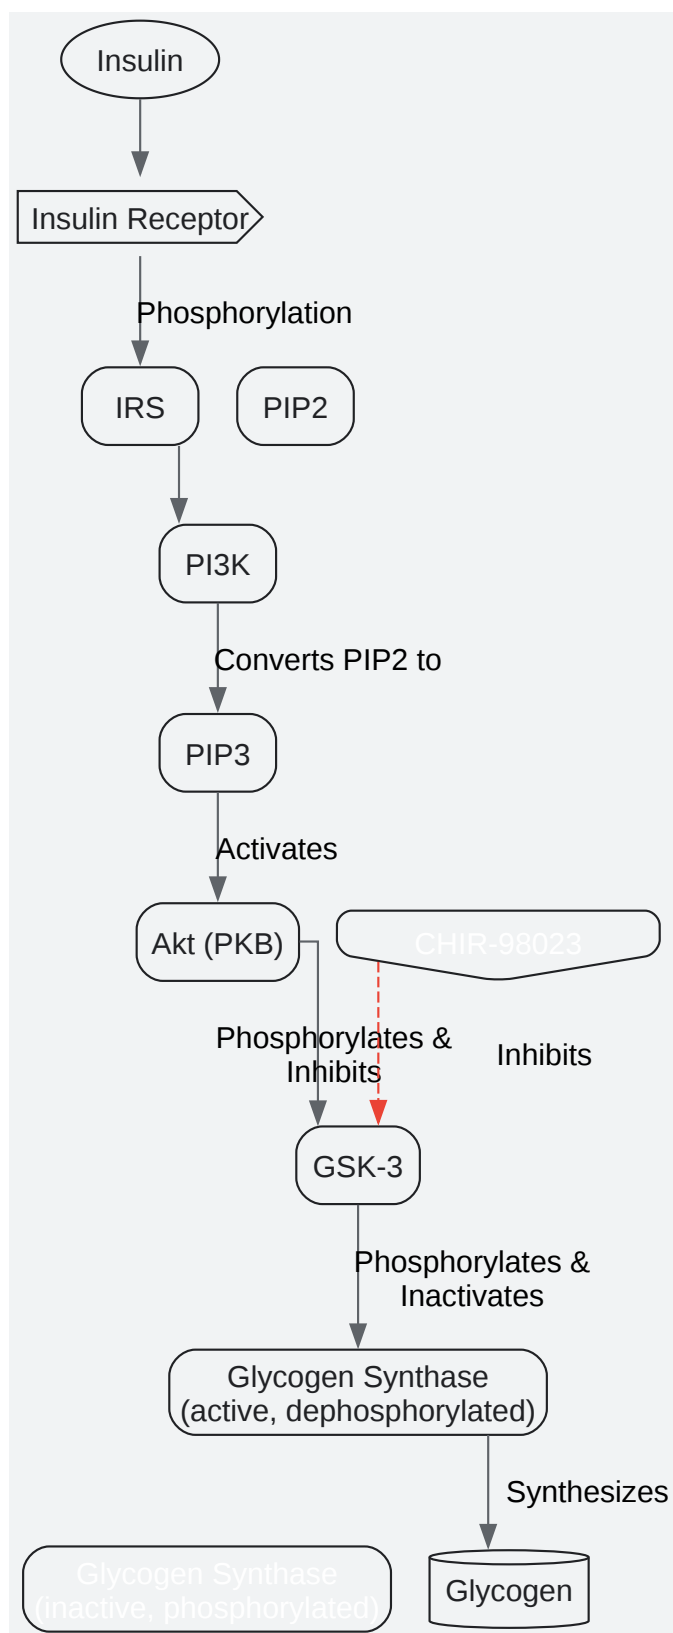 Insulin
Insulin Receptor
Phosphorylation
IRS
PIP2
PI3K
Converts PIP2 to
PIP3
Activates
Akt (PKB)
CHIR-98023
Phosphorylates &
Inhibits
Inhibits
GSK-3
Phosphorylates &
Inactivates
Glycogen Synthase
(active, dephosphorylated)
Synthesizes
Glycogen Synthase
(inactive, phosphorylated)
Glycogen